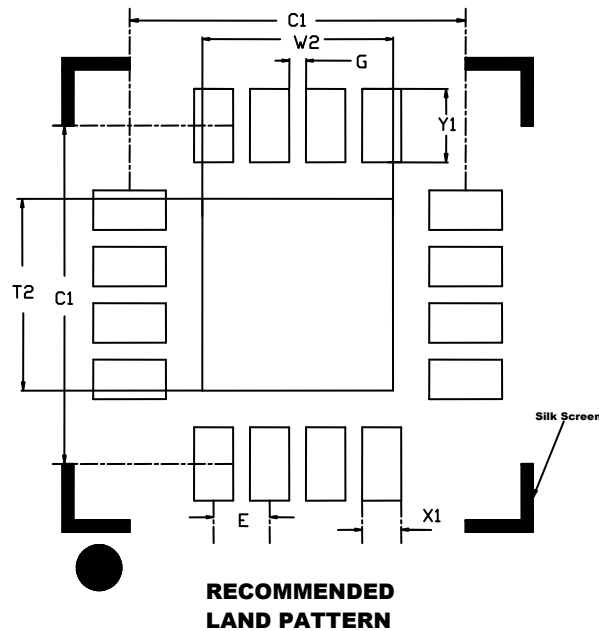 C1
W2
G
Y1
T2
C1
Silk Screen
E
X1
RECOMMENDED
LAND PATTERN